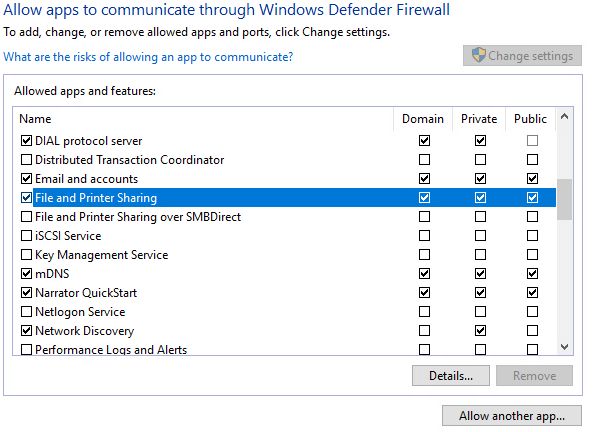 Allow apps to communicate through Windows Defender Firewall
To add, change, or remove allowed apps and ports, click Change settings.
What are the risks of allowing an app to communicate?
Change settings
Allowed apps and features:
Name Domain Private Public
DIAL protocol server
Distributed Transaction Coordinator
Email and accounts
File and Printer Sharing
File and Printer Sharing over SMBDirect
iSCSI Service
Key Management Service
mDNS
Narrator QuickStart
Netlogon Service
Network Discovery
Performance Logs and Alerts
Details... Remove
Allow another app...